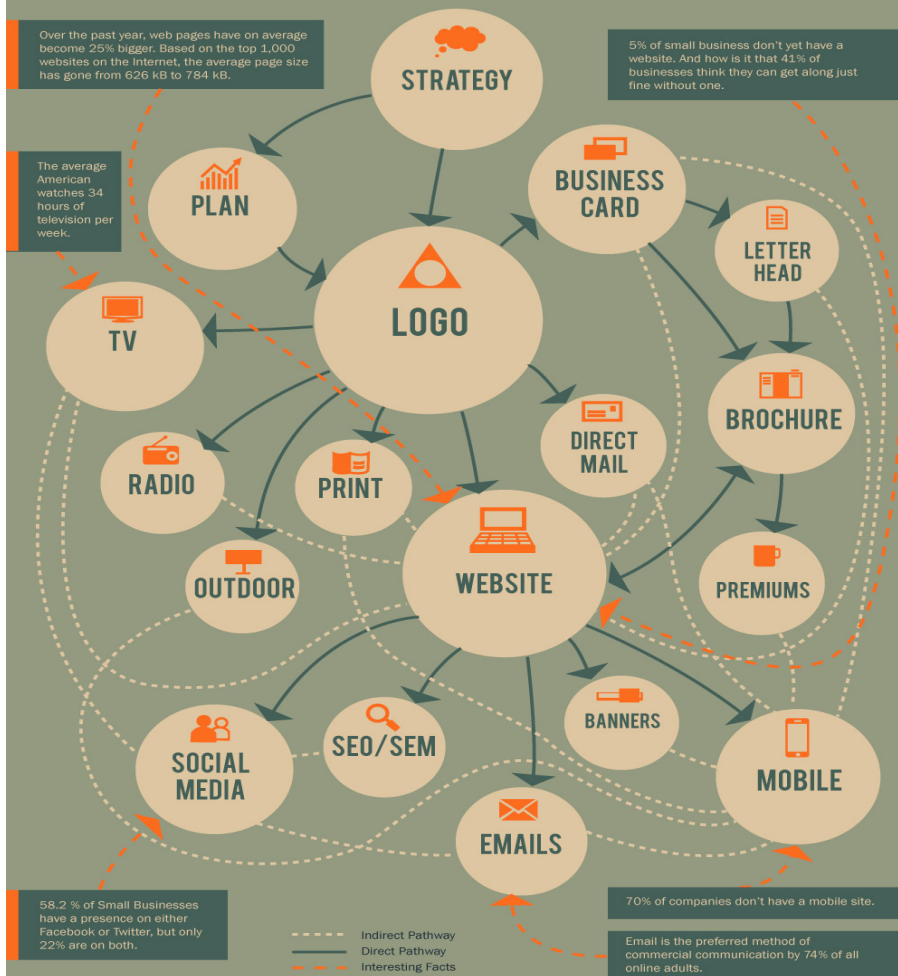 Over the past year, web pages have on average
become 25% bigger. Based on the top 1,000
websites on the Internet, the average page size
has gone from 626 kB to 784 kB.
STRATEGY
5% of small business don't yet have a
website. And how is it that 41% of
businesses think they can get along just
fine without one.
The average
American
watches 34
hours of
television per
week.
PLAN
BUSINESS
CARD
LETTER
HEAD
LOGO
TV
BROCHURE
DIRECT
MAIL
RADIO
PRINT
OUTDOOR
WEBSITE
PREMIUMS
SOCIAL
MEDIA
SEO/SEM
BANNERS
MOBILE
EMAILS
58.2 % of Small Businesses
have a presence on either
Facebook or Twitter, but only
22% are on both.
70% of companies don't have a mobile site.
Email is the preferred method of
commercial communication by 74% of all
online adults.
Indirect Pathway
Direct Pathway
Interesting Facts